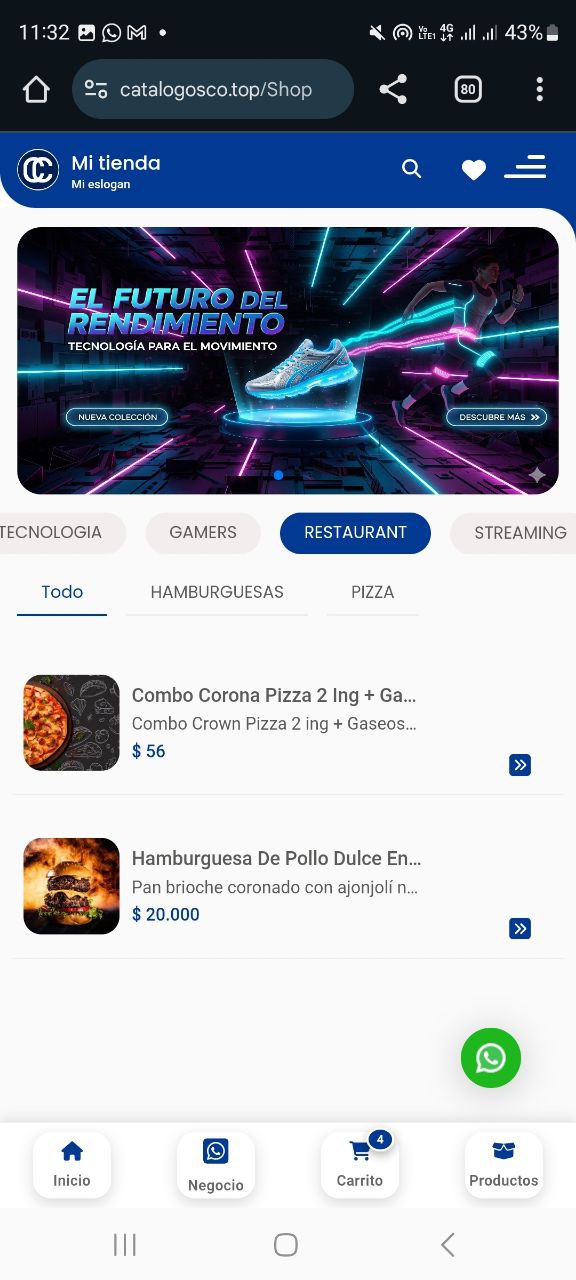 11:32
Vo
LTE1
4G
43%
catalogosco.top/Shop
80
Mi tienda
Mi eslogan
EL FUTURO DEL
RENDIMIENTO
TECNOLOGÍA PARA EL MOVIMIENTO
NUEVA COLECCIÓN
DESCUBRE MÁS
TECNOLOGIA
GAMERS
RESTAURANT
STREAMING
Todo
HAMBURGUESAS
PIZZA
Combo Corona Pizza 2 Ing + Ga...
Combo Crown Pizza 2 ing + Gaseos...
$ 56
Hamburguesa De Pollo Dulce En...
Pan brioche coronado con ajonjolí n...
$ 20.000
4
Inicio
Negocio
Carrito
Productos